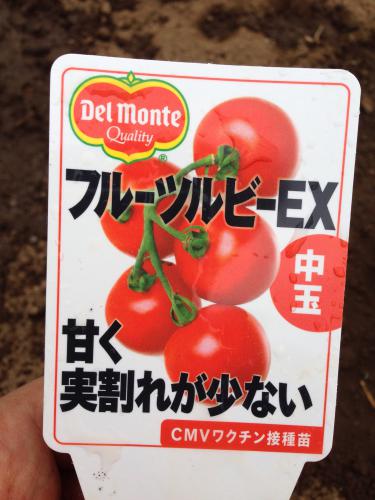 Del Monte
Quality
®
フルーツルビーEX
中玉
甘く
実割れが少ない
CMVワクチン接種苗